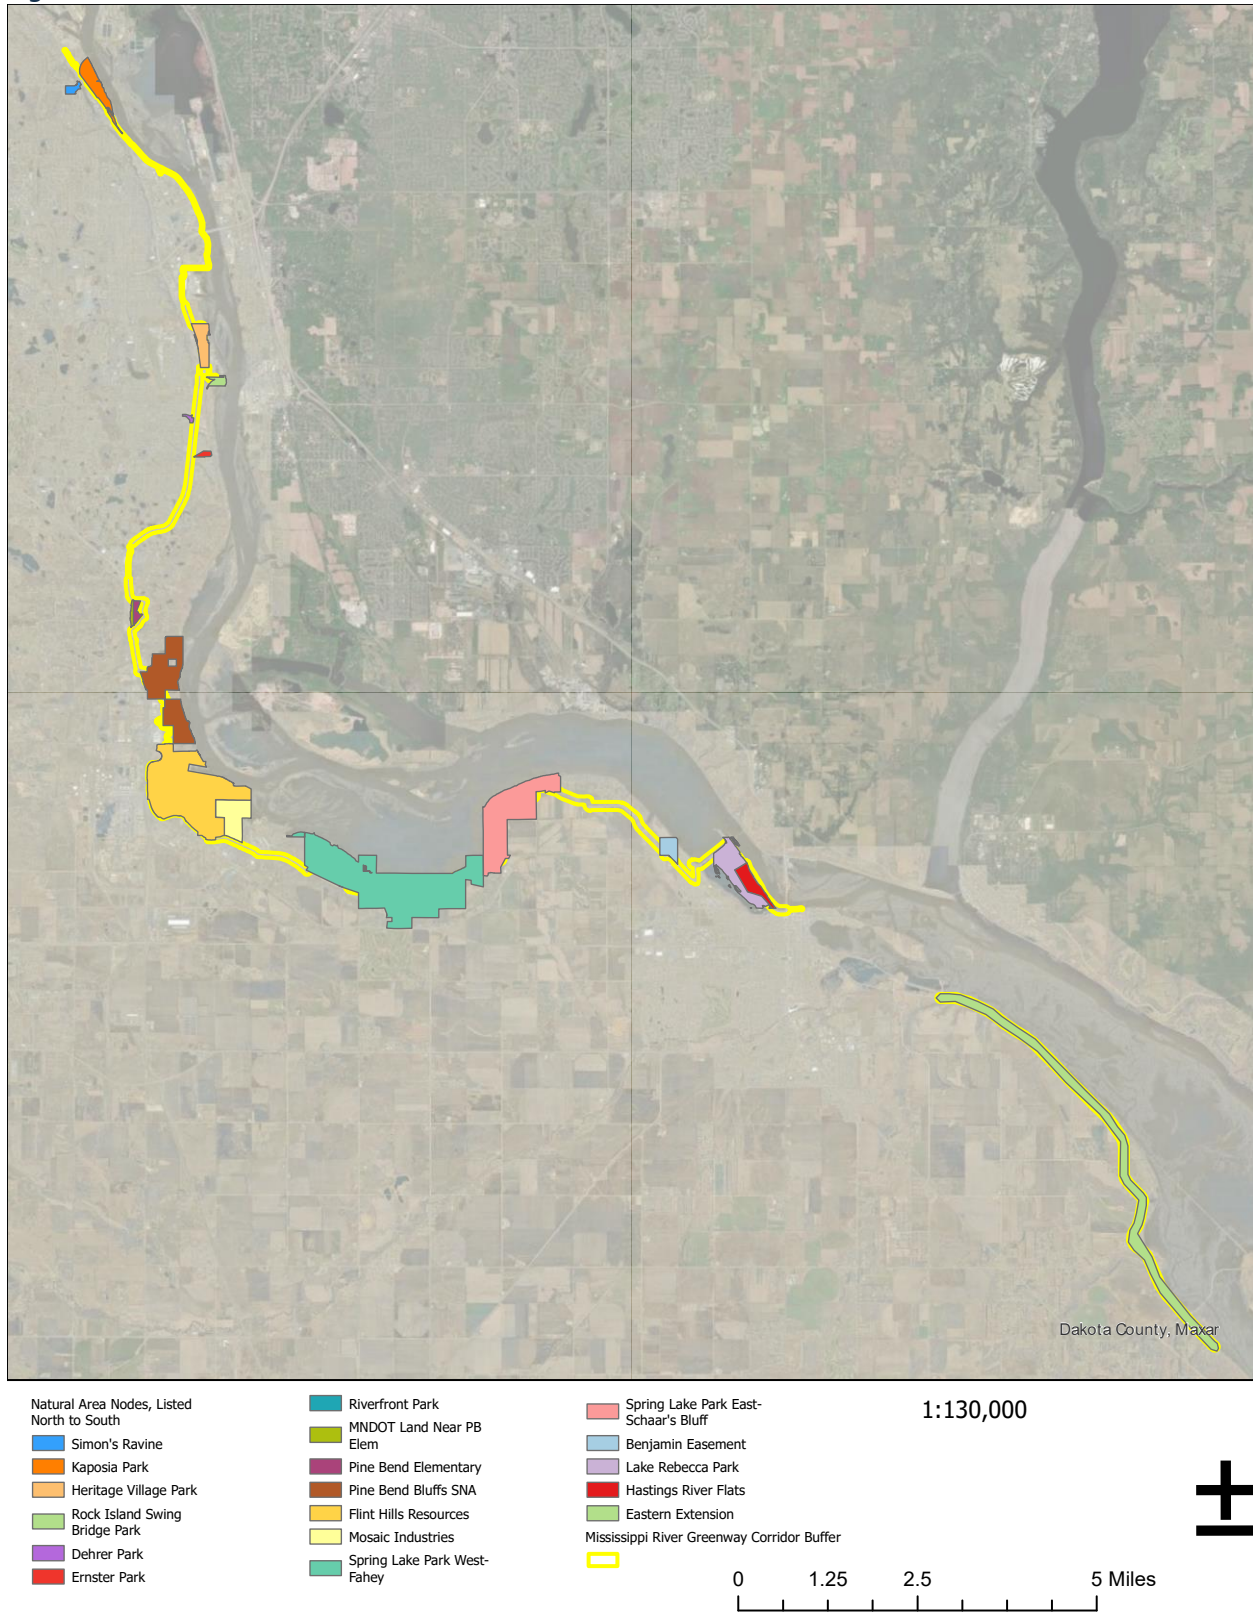 Dakota County, Maxar
Natural Area Nodes, Listed
North to South
Simon's Ravine
Kaposia Park
Heritage Village Park
Rock Island Swing
Bridge Park
Dehrer Park
Ernster Park
Riverfront Park
MNDOT Land Near PB
Elem
Pine Bend Elementary
Pine Bend Bluffs SNA
Flint Hills Resources
Mosaic Industries
Spring Lake Park West-
Fahey
Spring Lake Park East-
Schaar's Bluff
Benjamin Easement
Lake Rebecca Park
Hastings River Flats
Eastern Extension
Mississippi River Greenway Corridor Buffer
1:130,000
0 1.25 2.5 5 Miles